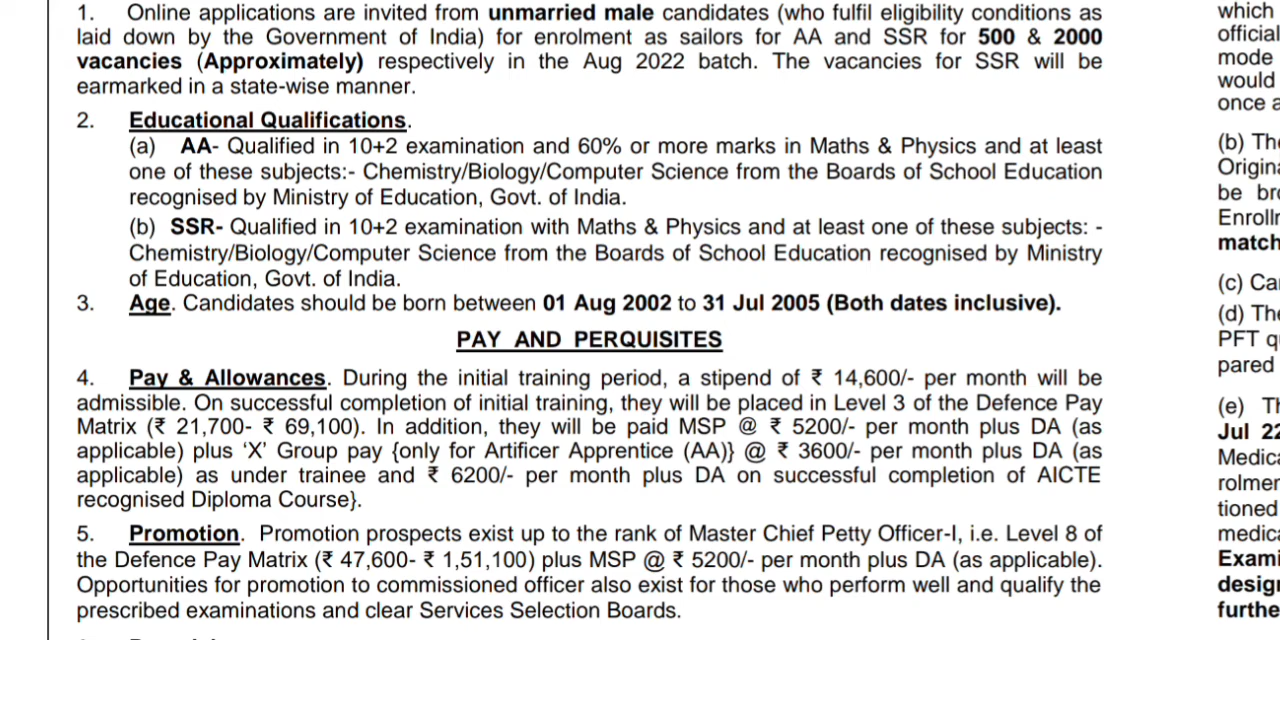 1. Online applications are invited from unmarried male candidates (who fulfil eligibility conditions as
laid down by the Government of India) for enrolment as sailors for AA and SSR for 500 & 2000
vacancies (Approximately) respectively in the Aug 2022 batch. The vacancies for SSR will be
earmarked in a state-wise manner.
2. Educational Qualifications.
(a) AA- Qualified in 10+2 examination and 60% or more marks in Maths & Physics and at least
one of these subjects:- Chemistry/Biology/Computer Science from the Boards of School Education
recognised by Ministry of Education, Govt. of India.
(b) SSR- Qualified in 10+2 examination with Maths & Physics and at least one of these subjects: -
Chemistry/Biology/Computer Science from the Boards of School Education recognised by Ministry
of Education, Govt. of India.
3. Age. Candidates should be born between 01 Aug 2002 to 31 Jul 2005 (Both dates inclusive).
PAY AND PERQUISITES
4. Pay & Allowances. During the initial training period, a stipend of ₹ 14,600/- per month will be
admissible. On successful completion of initial training, they will be placed in Level 3 of the Defence Pay
Matrix (₹ 21,700- ₹ 69,100). In addition, they will be paid MSP @ ₹ 5200/- per month plus DA (as
applicable) plus ‘X’ Group pay {only for Artificer Apprentice (AA)} @ ₹ 3600/- per month plus DA (as
applicable) as under trainee and ₹ 6200/- per month plus DA on successful completion of AICTE
recognised Diploma Course}.
5. Promotion. Promotion prospects exist up to the rank of Master Chief Petty Officer-I, i.e. Level 8 of
the Defence Pay Matrix (₹ 47,600- ₹ 1,51,100) plus MSP @ ₹ 5200/- per month plus DA (as applicable).
Opportunities for promotion to commissioned officer also exist for those who perform well and qualify the
prescribed examinations and clear Services Selection Boards.
which
official
mode
would
once
(b)
be
(c)
(d)
PFT
pared
(e)
Jul 22
tioned